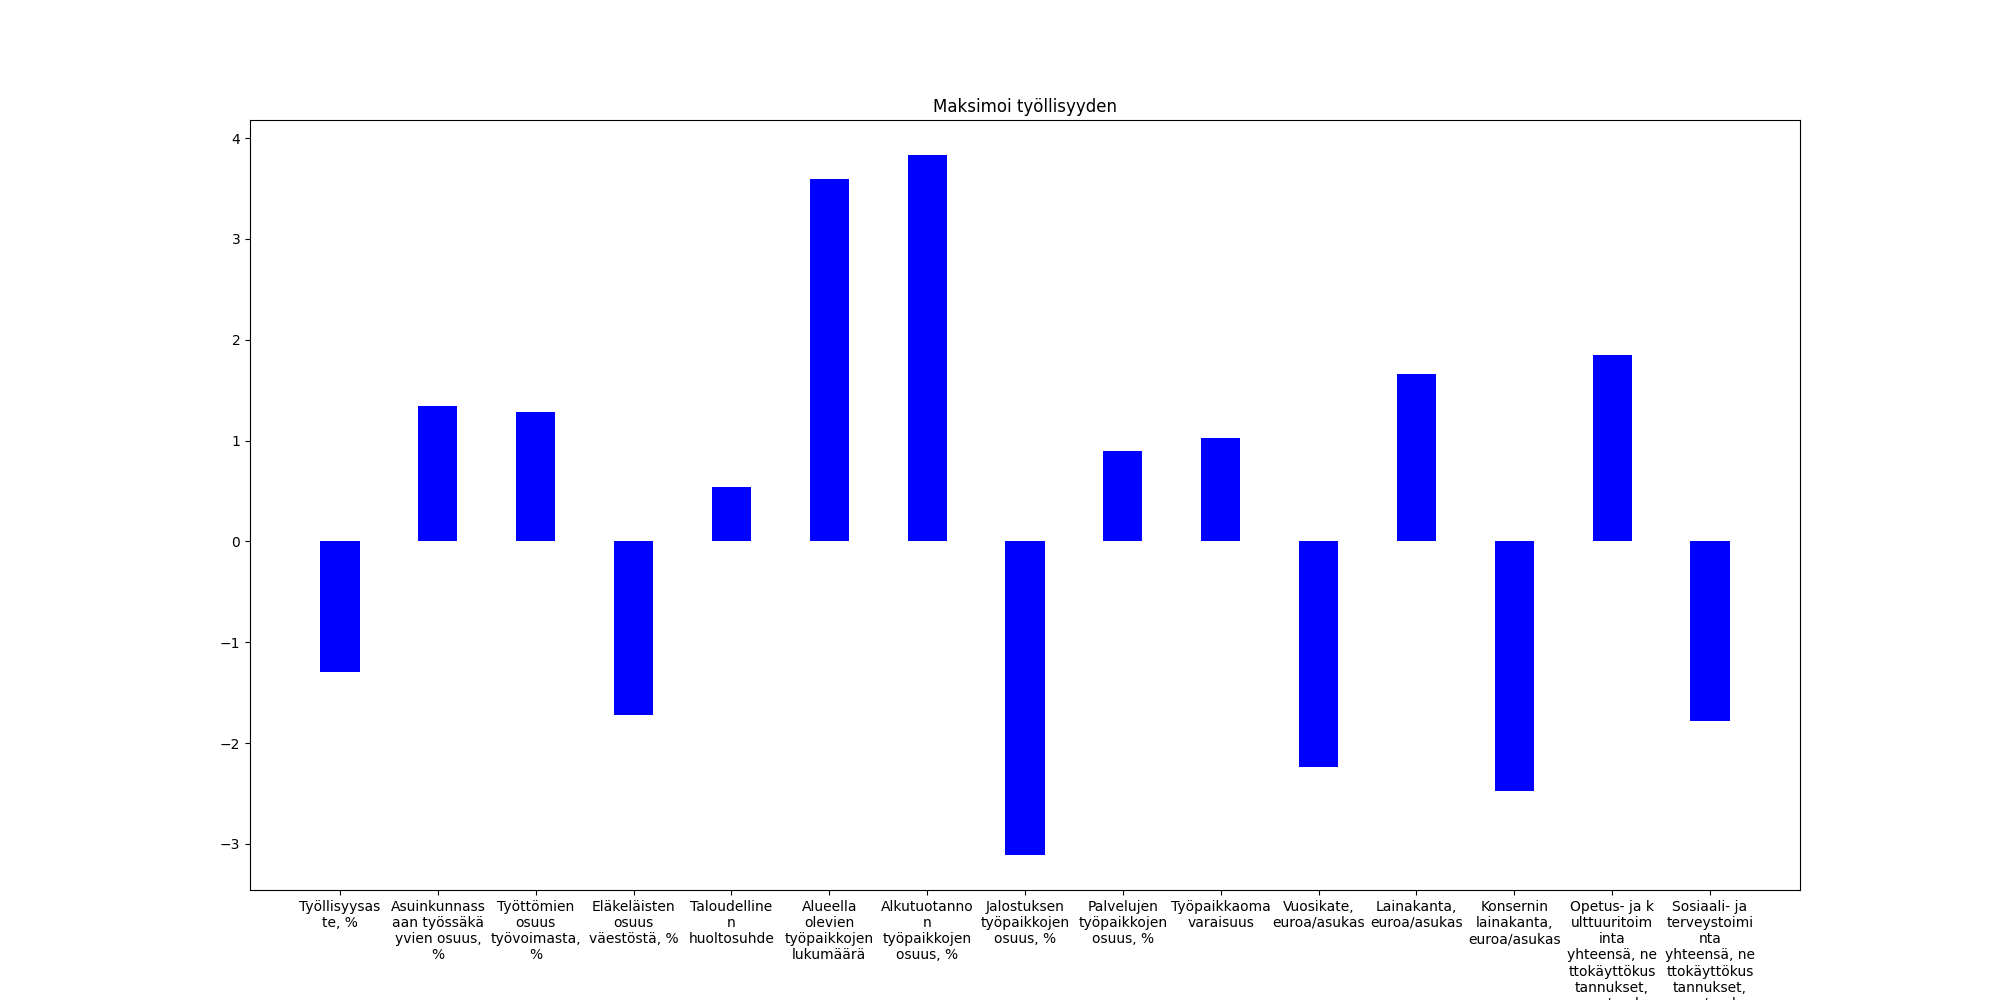 Maksimoi työllisyyden
4
3
2
1
0
−1
−2
−3
Työllisyysas
te, %
Asuinkunnass
aan työssäkä
yvien osuus,
%
Työttömien
osuus
työvoimasta,
%
Eläkeläisten
osuus
väestöstä, %
Taloudelline
n
huoltosuhde
Alueella
olevien
työpaikkojen
lukumäärä
Alkutuotanno
n
työpaikkojen
osuus, %
Jalostuksen
työpaikkojen
osuus, %
Palvelujen
työpaikkojen
osuus, %
Työpaikkaoma
varaisuus
Vuosikate,
euroa/asukas
Lainakanta,
euroa/asukas
Konsernin
lainakanta,
euroa/asukas
Opetus- ja k
ulttuuritoim
inta
yhteensä, ne
ttokäyttökus
tannukset,
Sosiaali- ja
terveystoimi
nta
yhteensä, ne
ttokäyttökus
tannukset,